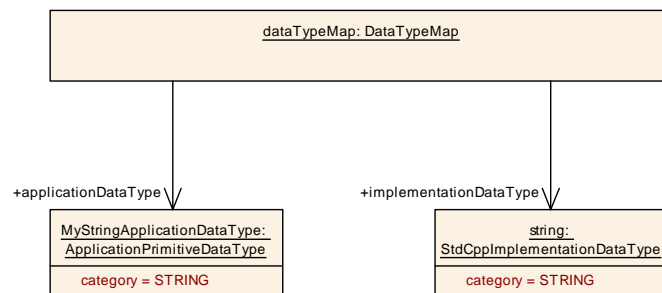 dataTypeMap: DataTypeMap
+applicationDataType
+implementationDataType
MyStringApplicationDataType:
ApplicationPrimitiveDataType
category = STRING
string:
StdCppImplementationDataType
category = STRING